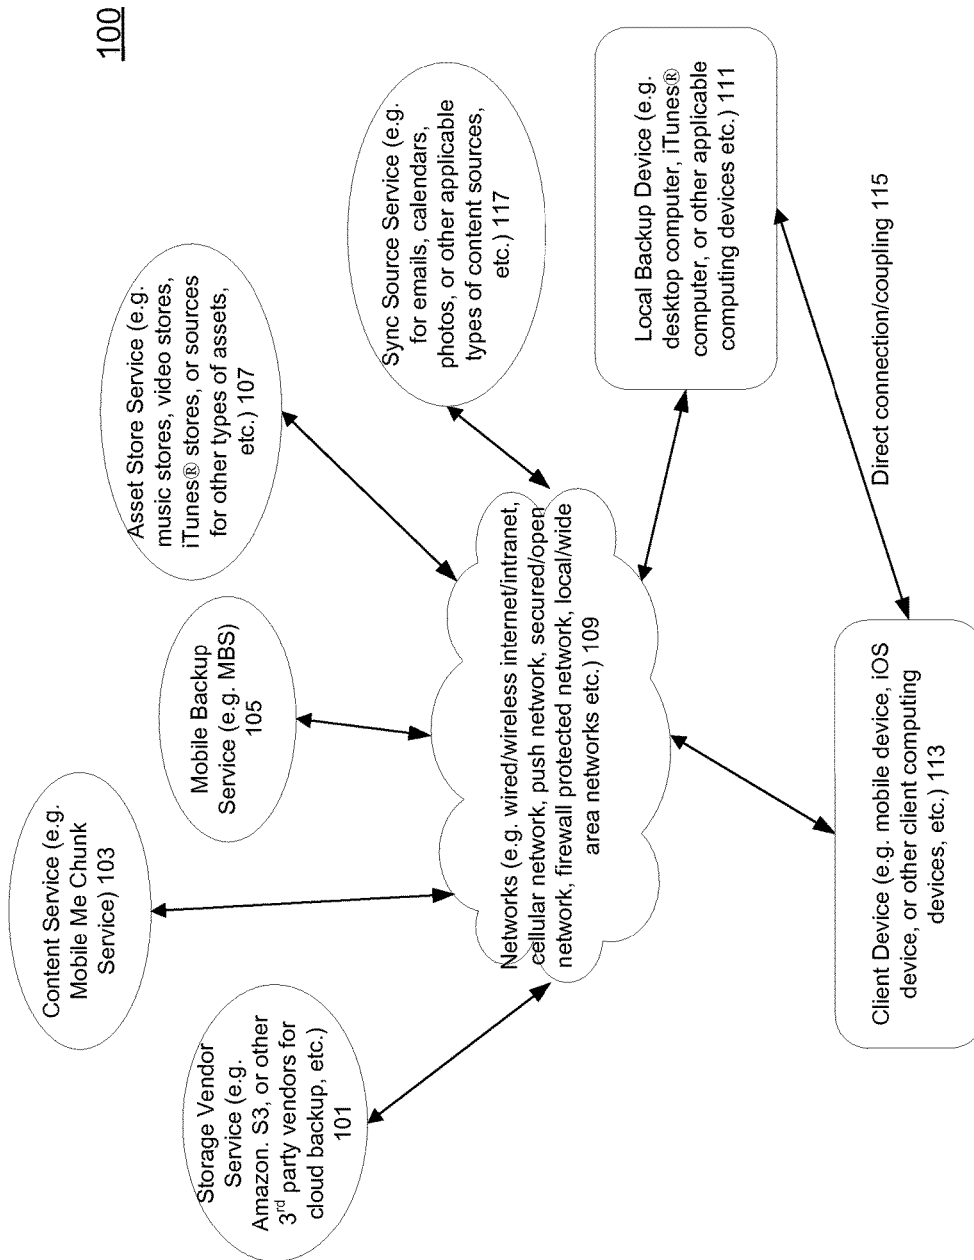 100
Storage Vendor
Service (e.g.
Amazon. S3, or other
3rd party vendors for
cloud backup, etc.)
101
Content Service (e.g.
Mobile Me Chunk
Service) 103
Mobile Backup
Service (e.g. MBS)
105
Asset Store Service (e.g.
music stores, video stores,
iTunes® stores, or sources
for other types of assets,
etc.) 107
Sync Source Service (e.g.
for emails, calendars,
photos, or other applicable
types of content sources,
etc.) 117
Networks (e.g. wired/wireless internet/intranet,
cellular network, push network, secured/open
network, firewall protected network, local/wide
area networks etc.) 109
Local Backup Device (e.g.
desktop computer, iTunes®
computer, or other applicable
computing devices etc.) 111
Direct connection/coupling 115
Client Device (e.g. mobile device, iOS
device, or other client computing
devices, etc.) 113